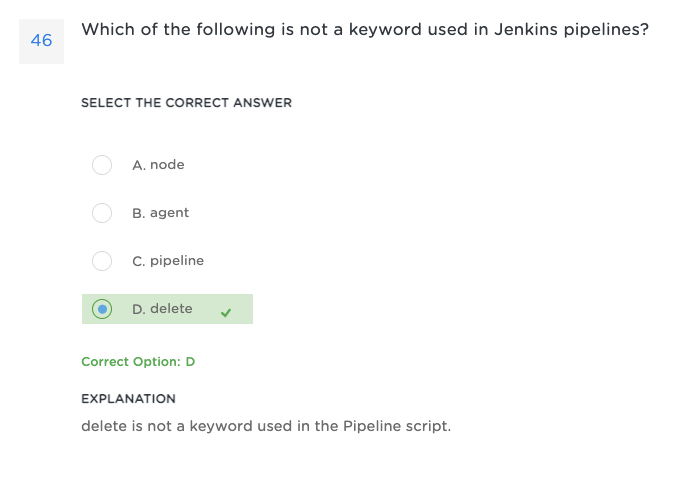 46
Which of the following is not a keyword used in Jenkins pipelines?
SELECT THE CORRECT ANSWER
A. node
B. agent
C. pipeline
D. delete
Correct Option: D
EXPLANATION
delete is not a keyword used in the Pipeline script.